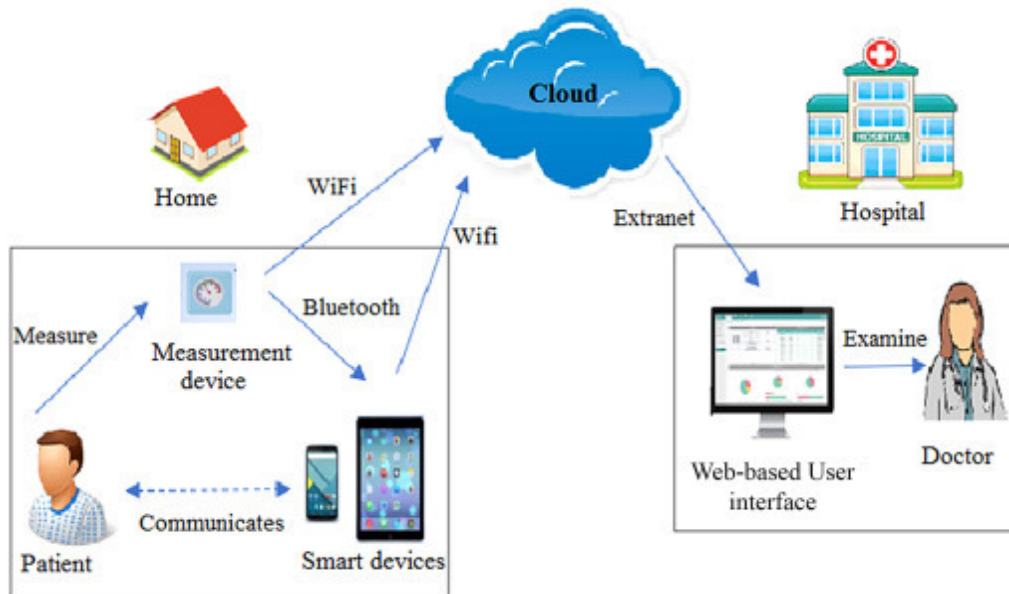 Cloud
HOSPITAL
Home
WiFi
Hospital
Extranet
Wifi
Bluetooth
Measure
Measurement
device
Examine
Web-based User
interface
Doctor
Communicates
Patient
Smart devices